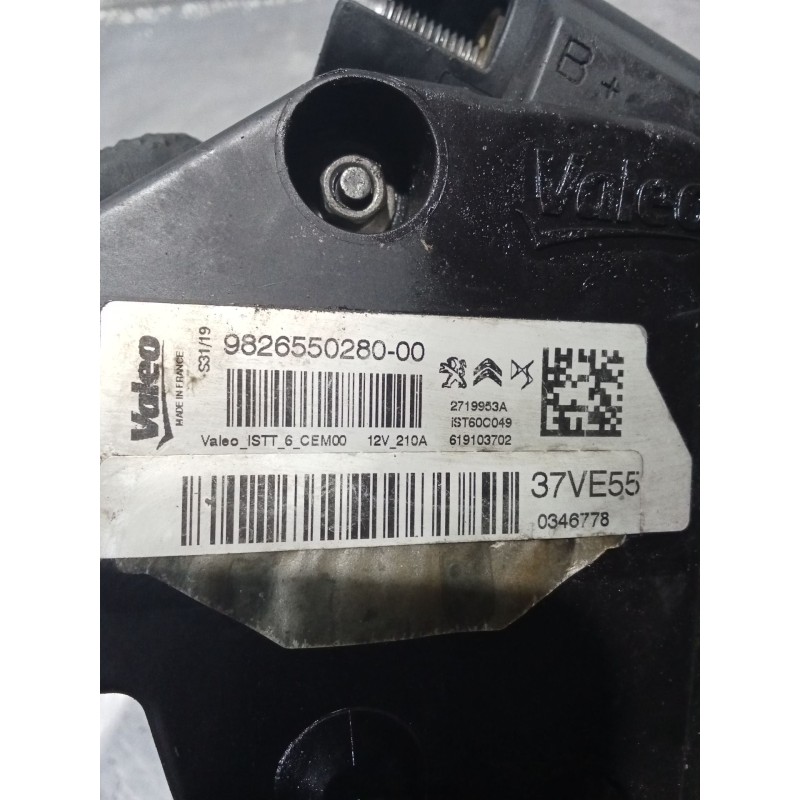 B+
Valeo
Valeo
MADE IN FRANCE
S31/19
9826550280-00
2719953A
iST60C049
Valeo_ISTT_6_CEM00 12V_210A 619103702
37VE55
0346778